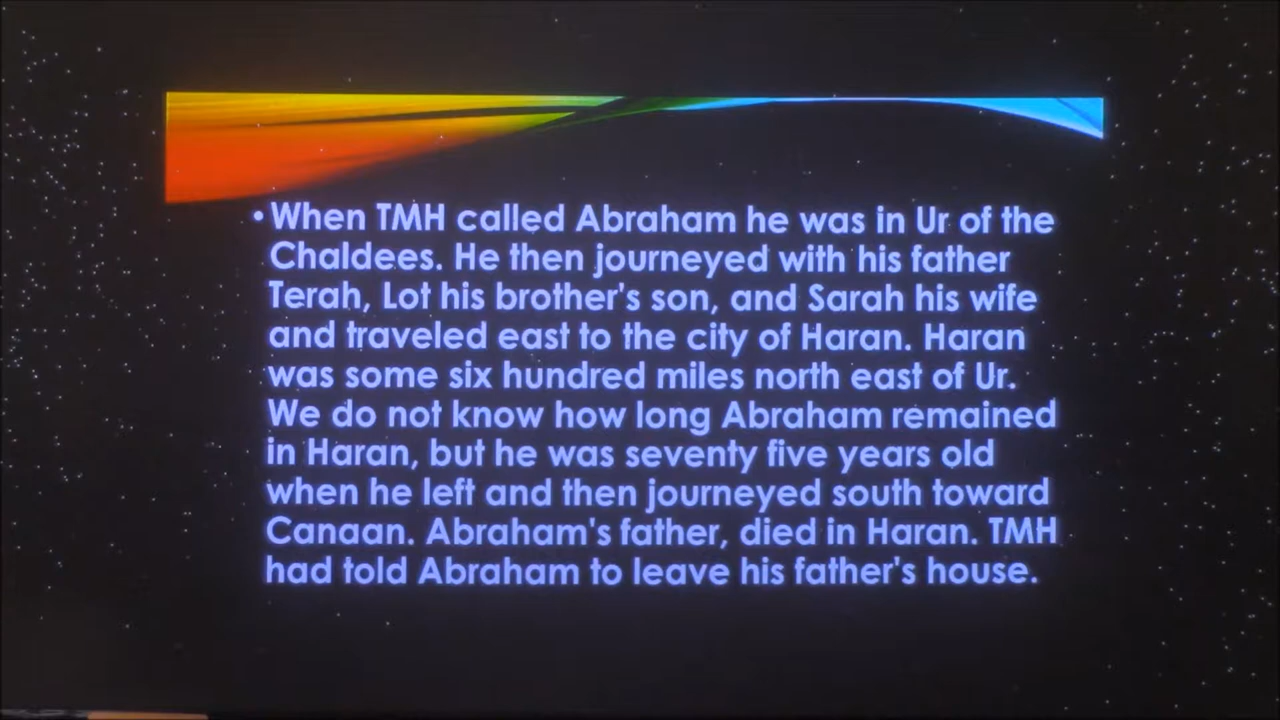 •When TMH called Abraham he was in Ur of the
Chaldees. He then journeyed with his father
Terah, Lot his brother's son, and Sarah his wife
and traveled east to the city of Haran. Haran
was some six hundred miles north east of Ur.
We do not know how long Abraham remained
in Haran, but he was seventy five years old
when he left and then journeyed south toward
Canaan. Abraham's father, died in Haran. TMH
had told Abraham to leave his father's house.